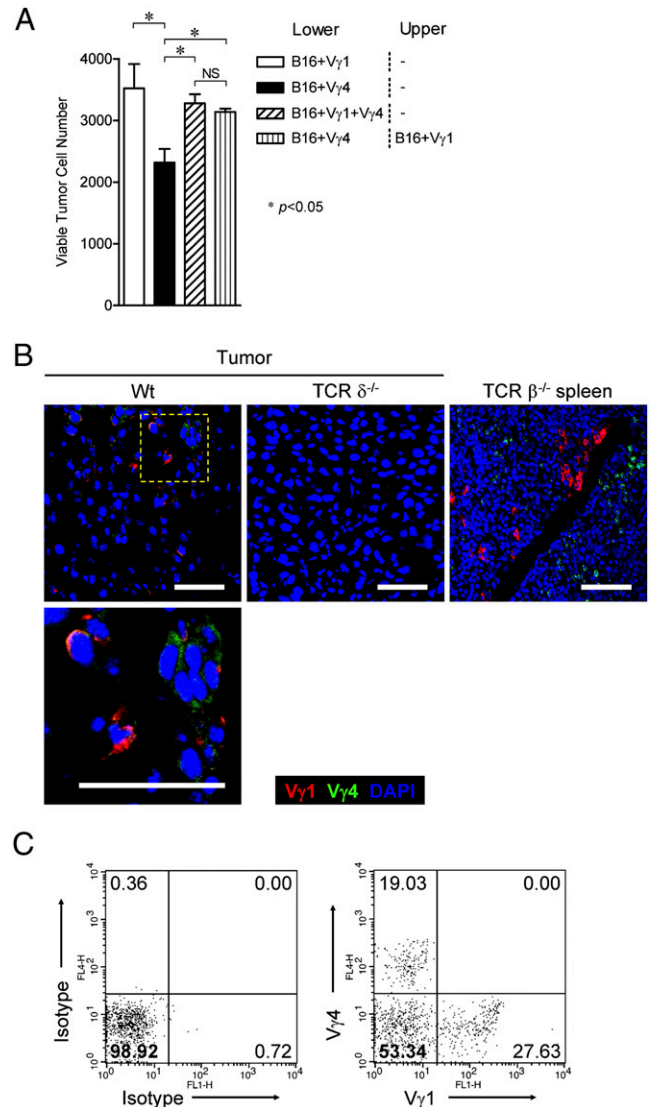 A
* 
*
*
NS
Viable Tumor Cell Number
4000
3000
2000
1000
0
Lower Upper
B16+Vγ1 -
B16+Vγ4 -
B16+Vγ1+Vγ4 -
B16+Vγ4 B16+Vγ1
* p<0.05
B
Tumor
Wt TCR δ-/- TCR β-/- spleen
Vγ1 Vγ4 DAPI
C
0.36 0.00
98.92 0.72
Isotype
FL4-H
10⁴
10³
10²
10¹
10⁰
10⁰ 10¹ 10² 10³ 10⁴
FL1-H
Isotype
19.03 0.00
53.34 27.63
Vγ4
FL4-H
10⁴
10³
10²
10¹
10⁰
10⁰ 10¹ 10² 10³ 10⁴
FL1-H
Vγ1